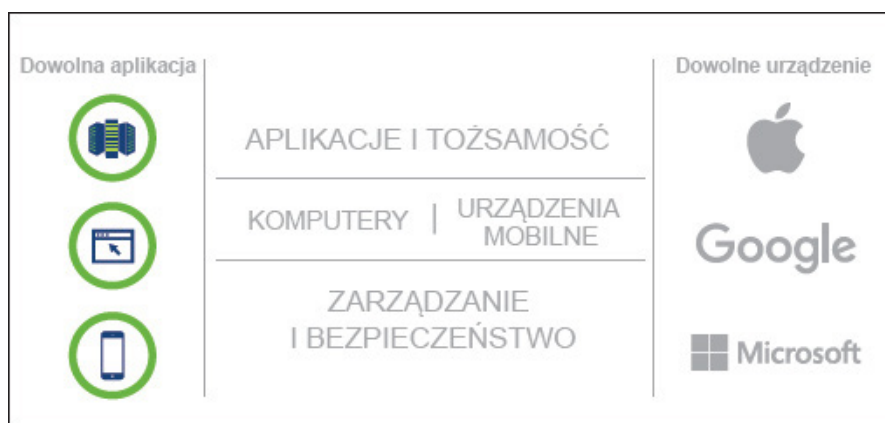 Dowolna aplikacja
APLIKACJE I TOŻSAMOŚĆ
KOMPUTERY | URZĄDZENIA
MOBILNE
ZARZĄDZANIE
I BEZPIECZEŃSTWO
Dowolne urządzenie
Google
Microsoft